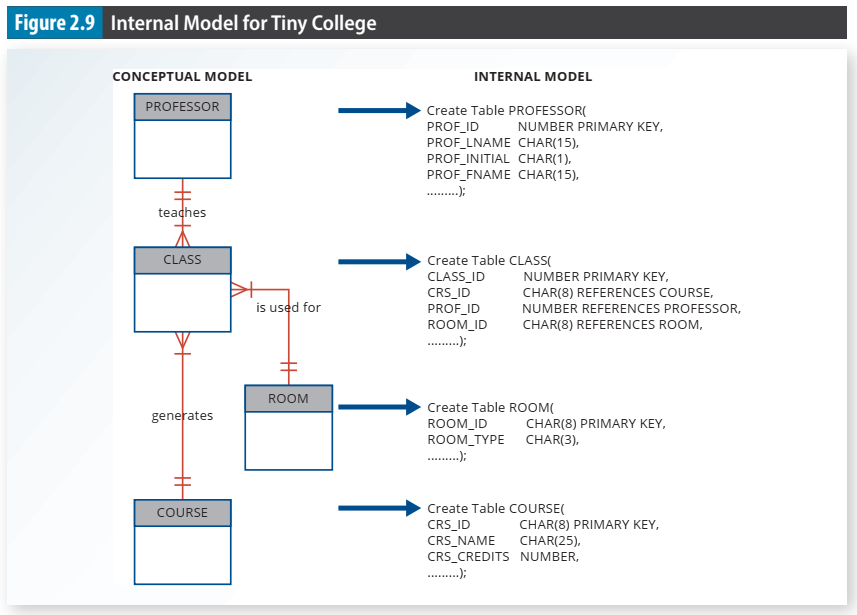 Figure 2.9 Internal Model for Tiny College
CONCEPTUAL MODEL
INTERNAL MODEL
PROFESSOR
Create Table PROFESSOR(
PROF_ID NUMBER PRIMARY KEY,
PROF_LNAME CHAR(15),
PROF_INITIAL CHAR(1),
PROF_FNAME CHAR(15),
.........);
teaches
CLASS
Create Table CLASS(
CLASS_ID NUMBER PRIMARY KEY,
CRS_ID CHAR(8) REFERENCES COURSE,
PROF_ID NUMBER REFERENCES PROFESSOR,
ROOM_ID CHAR(8) REFERENCES ROOM,
.........);
is used for
ROOM
Create Table ROOM(
ROOM_ID CHAR(8) PRIMARY KEY,
ROOM_TYPE CHAR(3),
.........);
generates
COURSE
Create Table COURSE(
CRS_ID CHAR(8) PRIMARY KEY,
CRS_NAME CHAR(25),
CRS_CREDITS NUMBER,
.........);